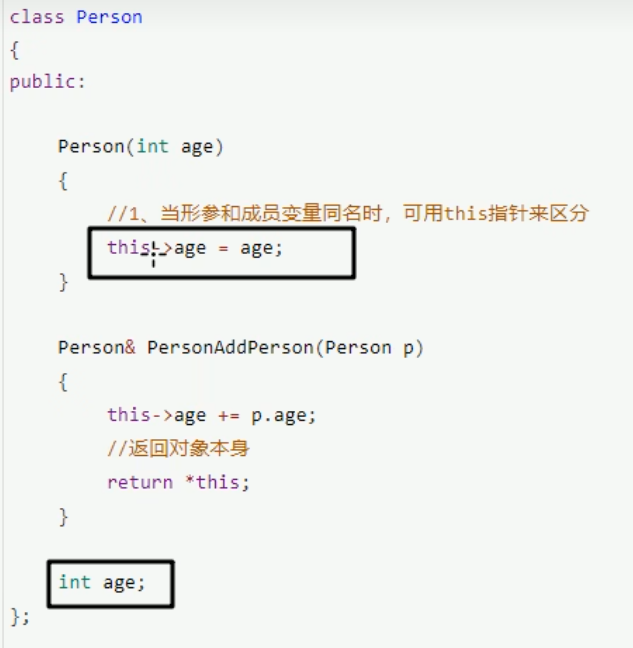 class Person
{
public:
Person(int age)
{
//1、当形参和成员变量同名时，可用this指针来区分
this->age = age;
}
Person& PersonAddPerson(Person p)
{
this->age += p.age;
//返回对象本身
return *this;
}
int age;
};